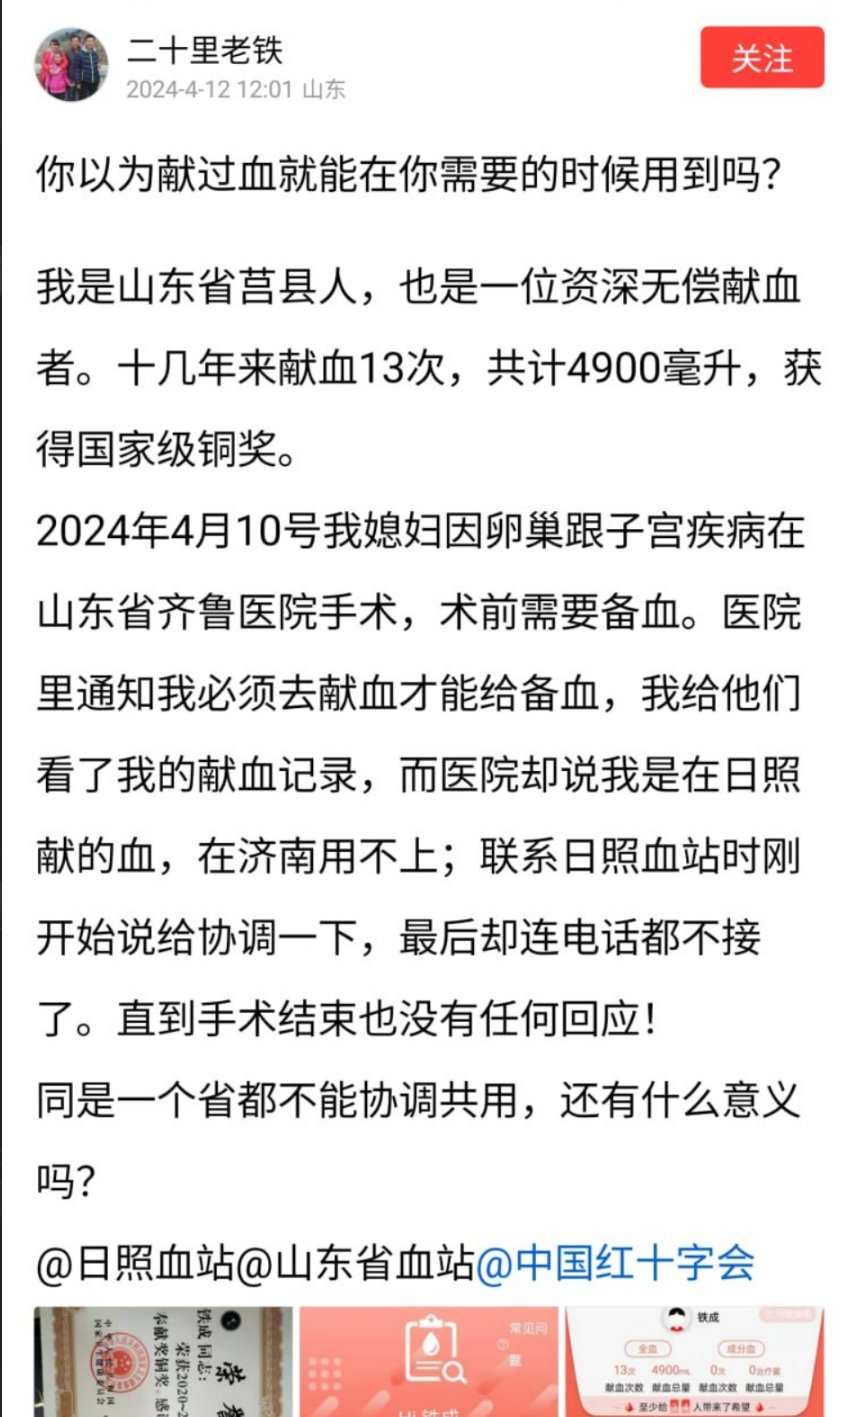 二十里老铁
2024-4-12 12:01 山东
关注
你以为献过血就能在你需要的时候用到吗？
我是山东省莒县人，也是一位资深无偿献血
者。十几年来献血13次，共计4900毫升，获
得国家级铜奖。
2024年4月10号我媳妇因卵巢跟子宫疾病在
山东省齐鲁医院手术，术前需要备血。医院
里通知我必须去献血才能给备血，我给他们
看了我的献血记录，而医院却说我是在日照
献的血，在济南用不上；联系日照血站时刚
开始说给协调一下，最后却连电话都不接
了。直到手术结束也没有任何回应！
同是一个省都不能协调共用，还有什么意义
吗？
@日照血站@山东省血站@中国红十字会
铁成 同志：
荣获2020-2
奉献奖铜奖。感
常见问
题
Hi 铁成
铁成
全血 成分血
13次 4900mL 0次 0治疗量
献血次数 献血总量 献血次数 献血总量
至少给 人带来了希望